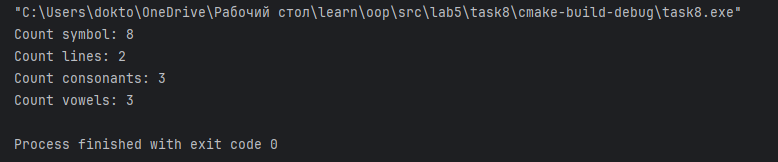 "C:\Users\dokto\OneDrive\Рабочий стол\learn\oop\src\lab5\task8\cmake-build-debug\task8.exe"
Count symbol: 8
Count lines: 2
Count consonants: 3
Count vowels: 3
Process finished with exit code 0